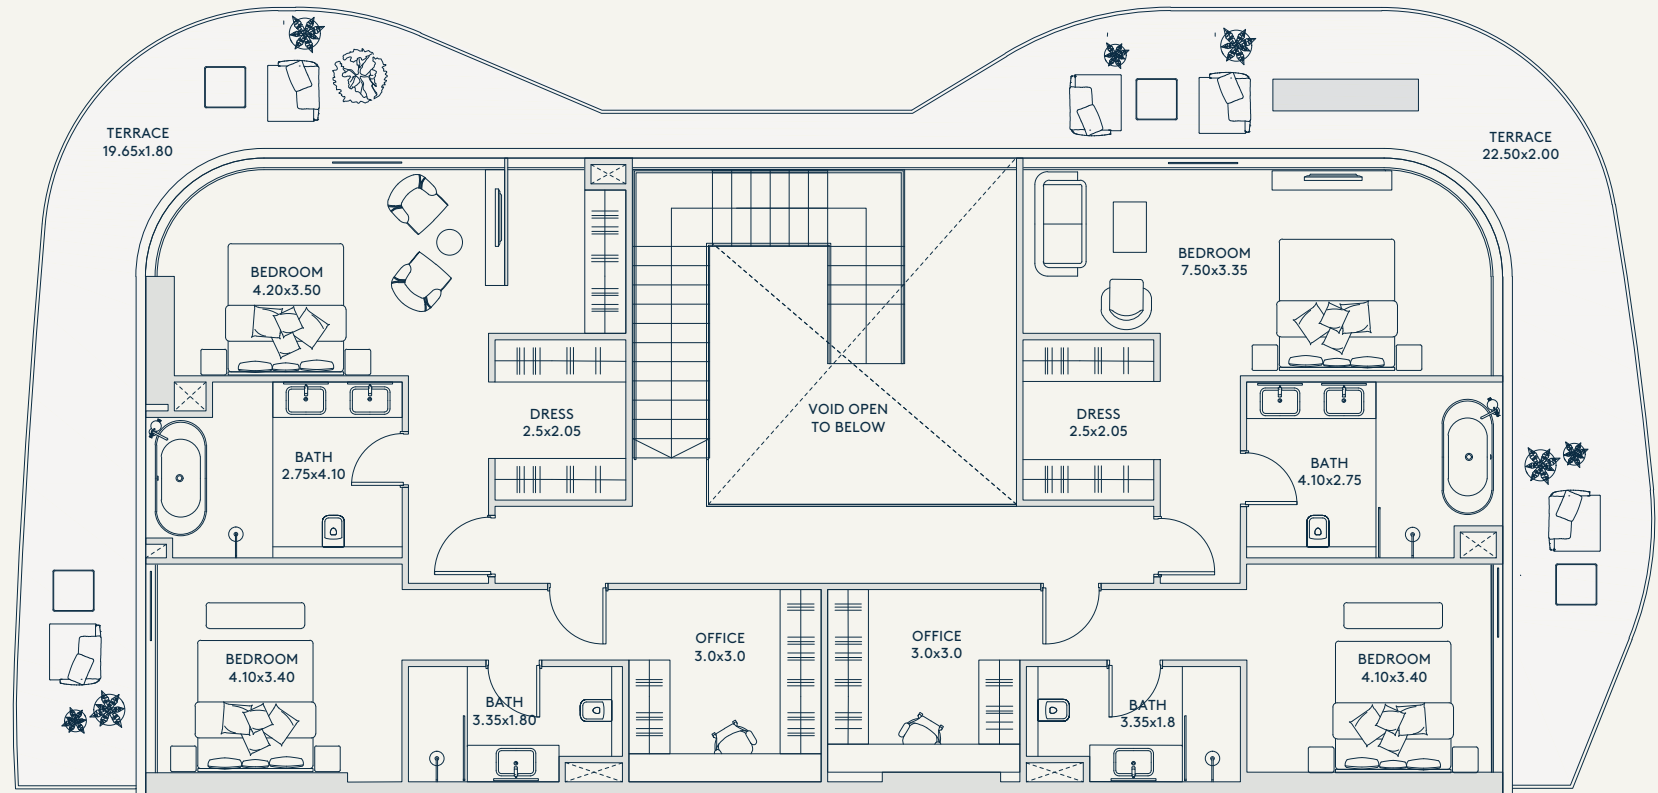 TERRACE
19.65x1.80
TERRACE
22.50x2.00
BEDROOM
4.20x3.50
BEDROOM
7.50x3.35
DRESS
2.5x2.05
VOID OPEN
TO BELOW
DRESS
2.5x2.05
BATH
2.75x4.10
BATH
4.10x2.75
OFFICE
3.0x3.0
OFFICE
3.0x3.0
BEDROOM
4.10x3.40
BEDROOM
4.10x3.40
BATH
3.35x1.80
BATH
3.35x1.8